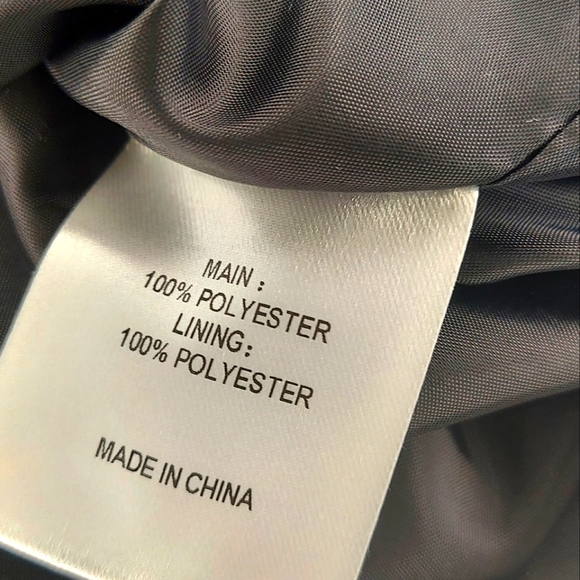 MAIN :
100% POLYESTER
LINING:
100% POLYESTER
MADE IN CHINA